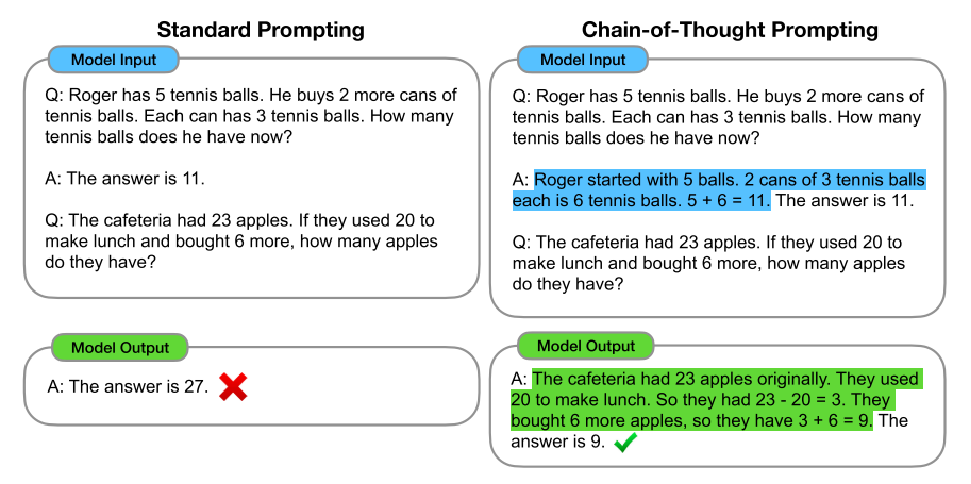 Standard Prompting
Model Input
Q: Roger has 5 tennis balls. He buys 2 more cans of
tennis balls. Each can has 3 tennis balls. How many
tennis balls does he have now?
A: The answer is 11.
Q: The cafeteria had 23 apples. If they used 20 to
make lunch and bought 6 more, how many apples
do they have?
Model Output
A: The answer is 27.
Chain-of-Thought Prompting
Model Input
Q: Roger has 5 tennis balls. He buys 2 more cans of
tennis balls. Each can has 3 tennis balls. How many
tennis balls does he have now?
A: Roger started with 5 balls. 2 cans of 3 tennis balls
each is 6 tennis balls. 5 + 6 = 11. The answer is 11.
Q: The cafeteria had 23 apples. If they used 20 to
make lunch and bought 6 more, how many apples
do they have?
Model Output
A: The cafeteria had 23 apples originally. They used
20 to make lunch. So they had 23 - 20 = 3. They
bought 6 more apples, so they have 3 + 6 = 9. The
answer is 9.